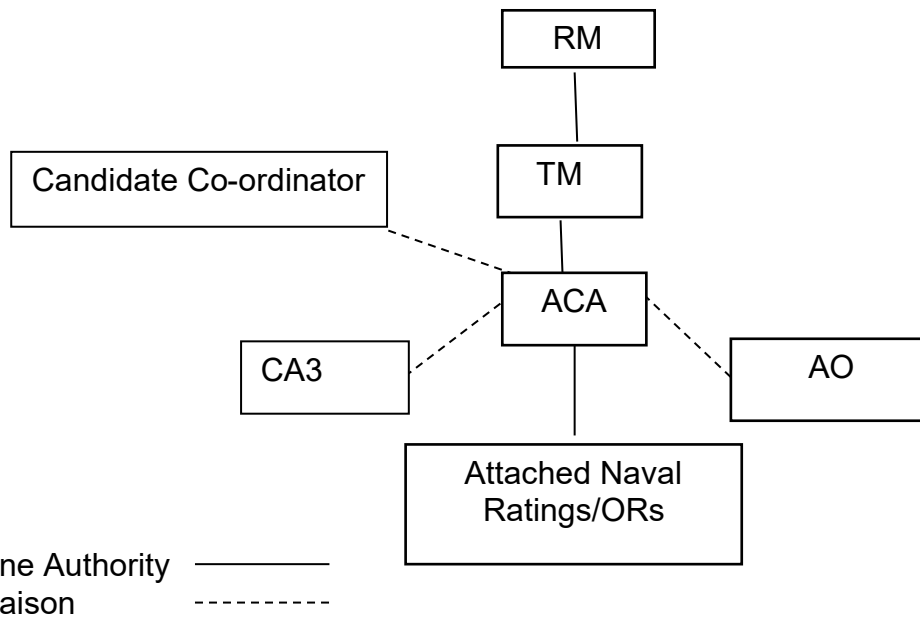 RM
TM
Candidate Co-ordinator
ACA
CA3
AO
Attached Naval
Ratings/ORs
ne Authority
aison